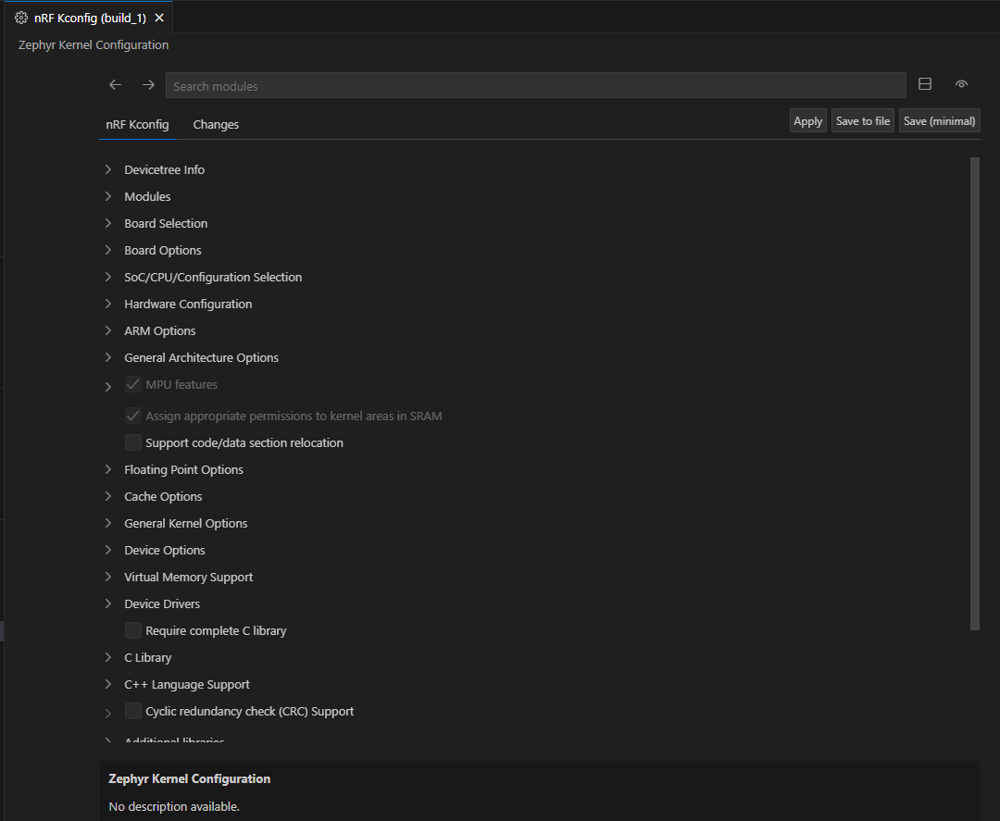 nRF Kconfig (build_1)
Zephyr Kernel Configuration
Search modules
nRF Kconfig Changes Apply Save to file Save (minimal)
Devicetree Info
Modules
Board Selection
Board Options
SoC/CPU/Configuration Selection
Hardware Configuration
ARM Options
General Architecture Options
MPU features
Assign appropriate permissions to kernel areas in SRAM
Support code/data section relocation
Floating Point Options
Cache Options
General Kernel Options
Device Options
Virtual Memory Support
Device Drivers
Require complete C library
C Library
C++ Language Support
Cyclic redundancy check (CRC) Support
Additional libraries
Zephyr Kernel Configuration
No description available.